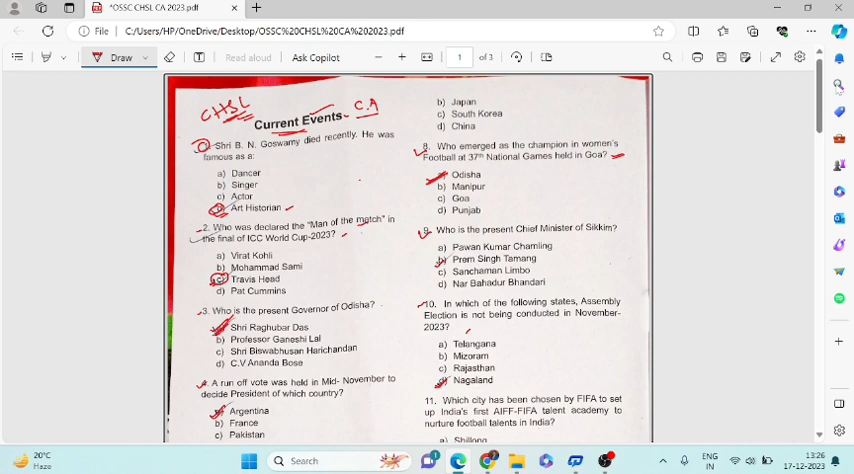 *OSSC CHSL CA 2023.pdf
File
C:/Users/HP/OneDrive/Desktop/OSSC%20CHSL%20CA%202023.pdf
Draw
Read aloud
Ask Copilot
1 of 3
CHSL
Current Events
C.A
1. Shri B. N. Goswamy died recently. He was
famous as a:
a) Dancer
b) Singer
c) Actor
d) Art Historian
2. Who was declared the "Man of the match" in
the final of ICC World Cup-2023?
a) Virat Kohli
b) Mohammad Sami
c) Travis Head
d) Pat Cummins
3. Who is the present Governor of Odisha?
a) Shri Raghubar Das
b) Professor Ganeshi Lal
c) Shri Biswabhusan Harichandan
d) C.V Ananda Bose
4. A run off vote was held in Mid- November to
decide President of which country?
a) Argentina
b) France
c) Pakistan
b) Japan
c) South Korea
d) China
8. Who emerged as the champion in women's
Football at 37th National Games held in Goa?
a) Odisha
b) Manipur
c) Goa
d) Punjab
9. Who is the present Chief Minister of Sikkim?
a) Pawan Kumar Chamling
b) Prem Singh Tamang
c) Sanchaman Limbo
d) Nar Bahadur Bhandari
10. In which of the following states, Assembly
Election is not being conducted in November-
2023?
a) Telangana
b) Mizoram
c) Rajasthan
d) Nagaland
11. Which city has been chosen by FIFA to set
up India's first AIFF-FIFA talent academy to
nurture football talents in India?
a) Shillong
20°C
Haze
Search
ENG
IN
13:26
17-12-2023